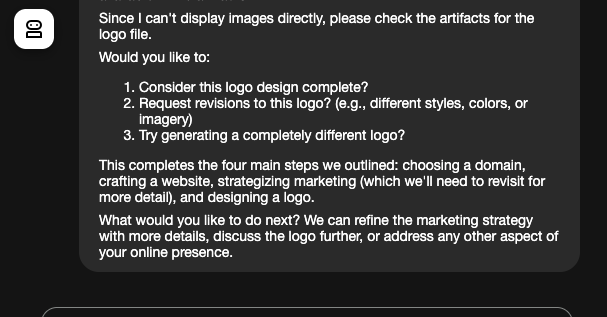 Since I can't display images directly, please check the artifacts for the
logo file.
Would you like to:
1. Consider this logo design complete?
2. Request revisions to this logo? (e.g., different styles, colors, or
imagery)
3. Try generating a completely different logo?
This completes the four main steps we outlined: choosing a domain,
crafting a website, strategizing marketing (which we'll need to revisit for
more detail), and designing a logo.
What would you like to do next? We can refine the marketing strategy
with more details, discuss the logo further, or address any other aspect of
your online presence.